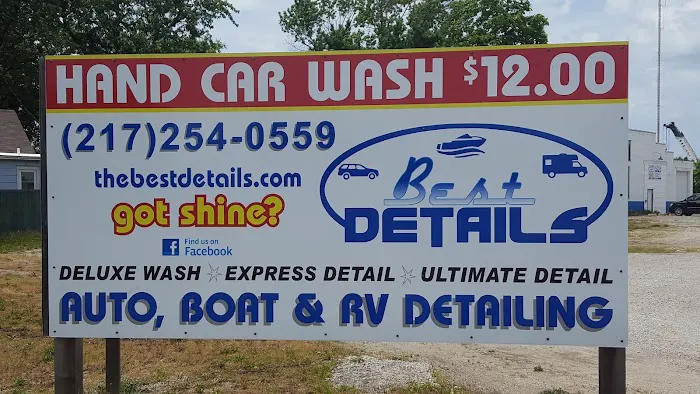 HAND CAR WASH $12.00
(217)254-0559
thebestdetails.com
got shine?
Find us on
Facebook
Best
DETAILS
DELUXE WASH EXPRESS DETAIL ULTIMATE DETAIL
AUTO, BOAT & RV DETAILING